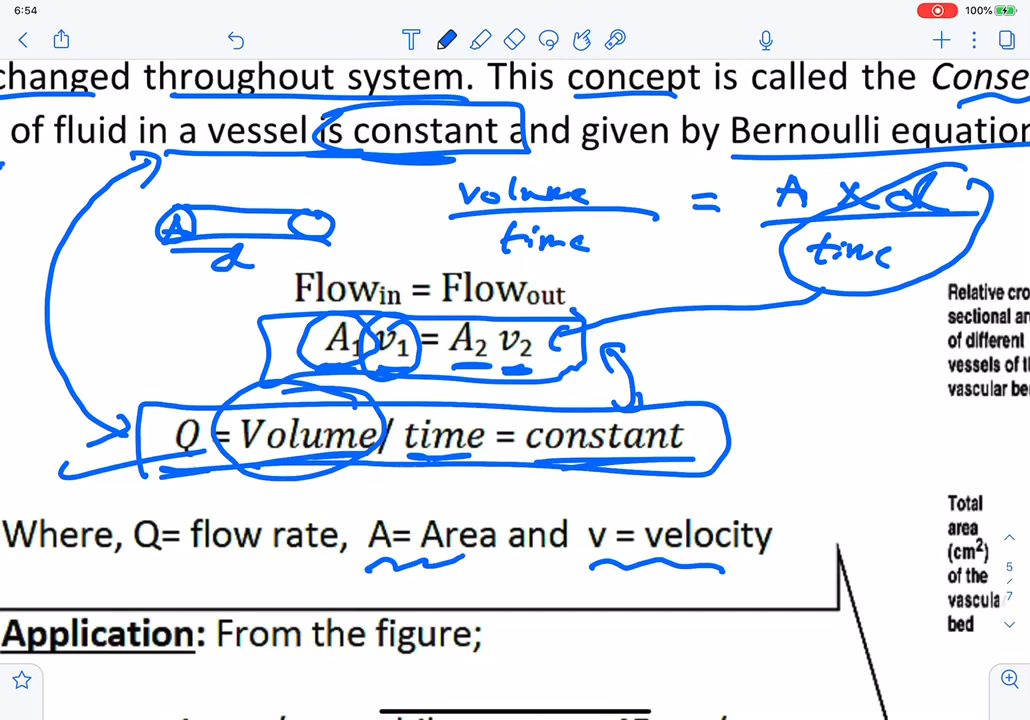 6:54
100%
changed throughout system. This concept is called the Conse
of fluid in a vessel is constant and given by Bernoulli equation
A
d
volume / time = A x d / time
Flowin = Flowout
A1 v1 = A2 v2
Q = Volume/ time = constant
Where, Q= flow rate, A= Area and v = velocity
Application: From the figure;
Relative cro
sectional ar
of different
vessels of t
vascular be
Total
area
(cm²)
of the
vascula
bed
5
/
7